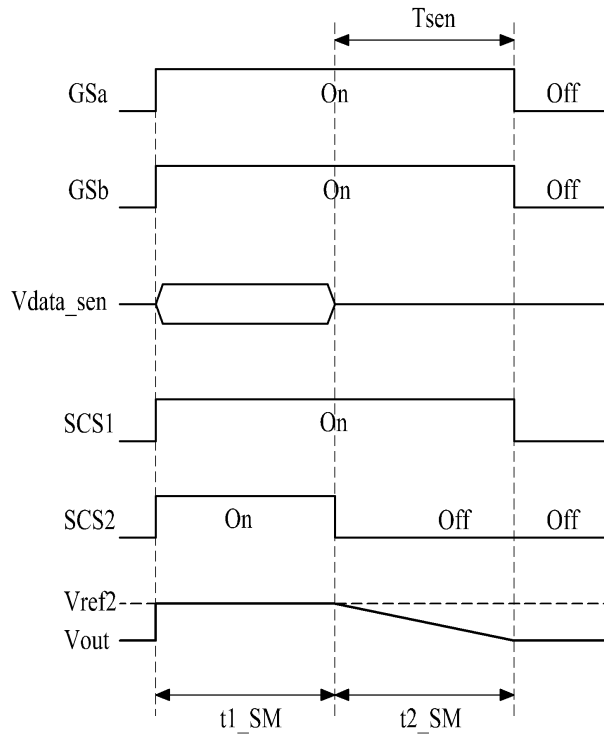 Tsen
GSa On Off
GSb On Off
Vdata_sen
SCS1 On
SCS2 On Off Off
Vref2
Vout
t1_SM t2_SM